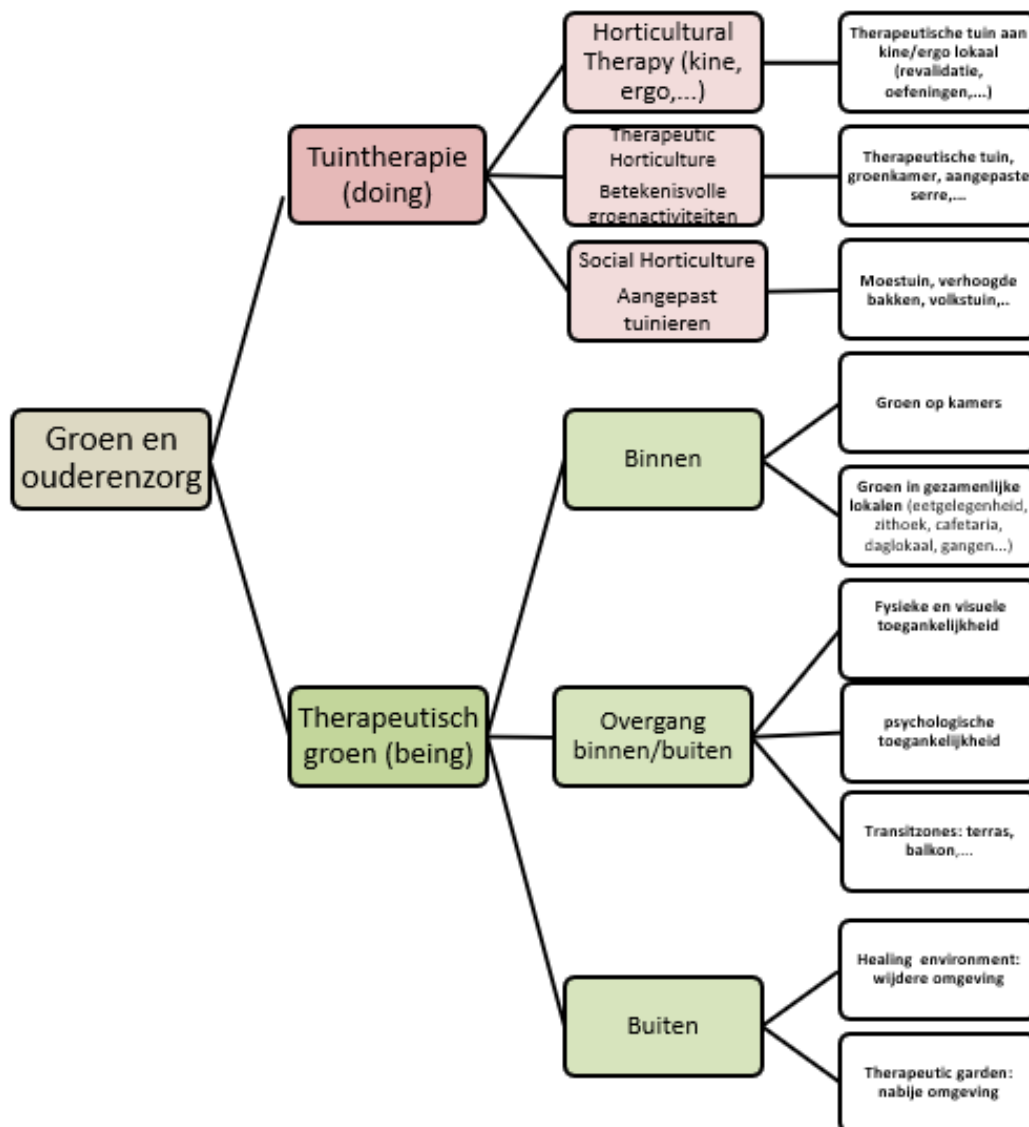 Groen en
ouderenzorg
Tuintherapie
(doing)
Horticultural
Therapy (kine,
ergo,...)
Therapeutische tuin aan
kine/ergo lokaal
(revalidatie,
oefeningen,...)
Therapeutic
Horticulture
Betekenisvolle
groenactiviteiten
Therapeutische tuin,
groenkamer, aangepaste
serre,...
Social Horticulture
Aangepast
tuinieren
Moestuin, verhoogde
bakken, volkstuin,..
Therapeutisch
groen (being)
Binnen
Groen op kamers
Groen in gezamenlijke
lokalen (eetgelegenheid,
zithoek, cafetaria,
daglokaal, gangen...)
Overgang
binnen/buiten
Fysieke en visuele
toegankelijkheid
psychologische
toegankelijkheid
Transitzones: terras,
balkon,...
Buiten
Healing environment:
wijdere omgeving
Therapeutic garden:
nabije omgeving